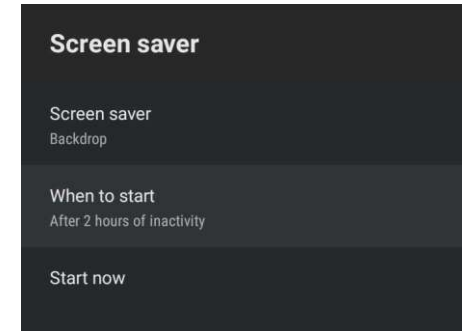 Screen saver
Screen saver
Backdrop
When to start
After 2 hours of inactivity
Start now